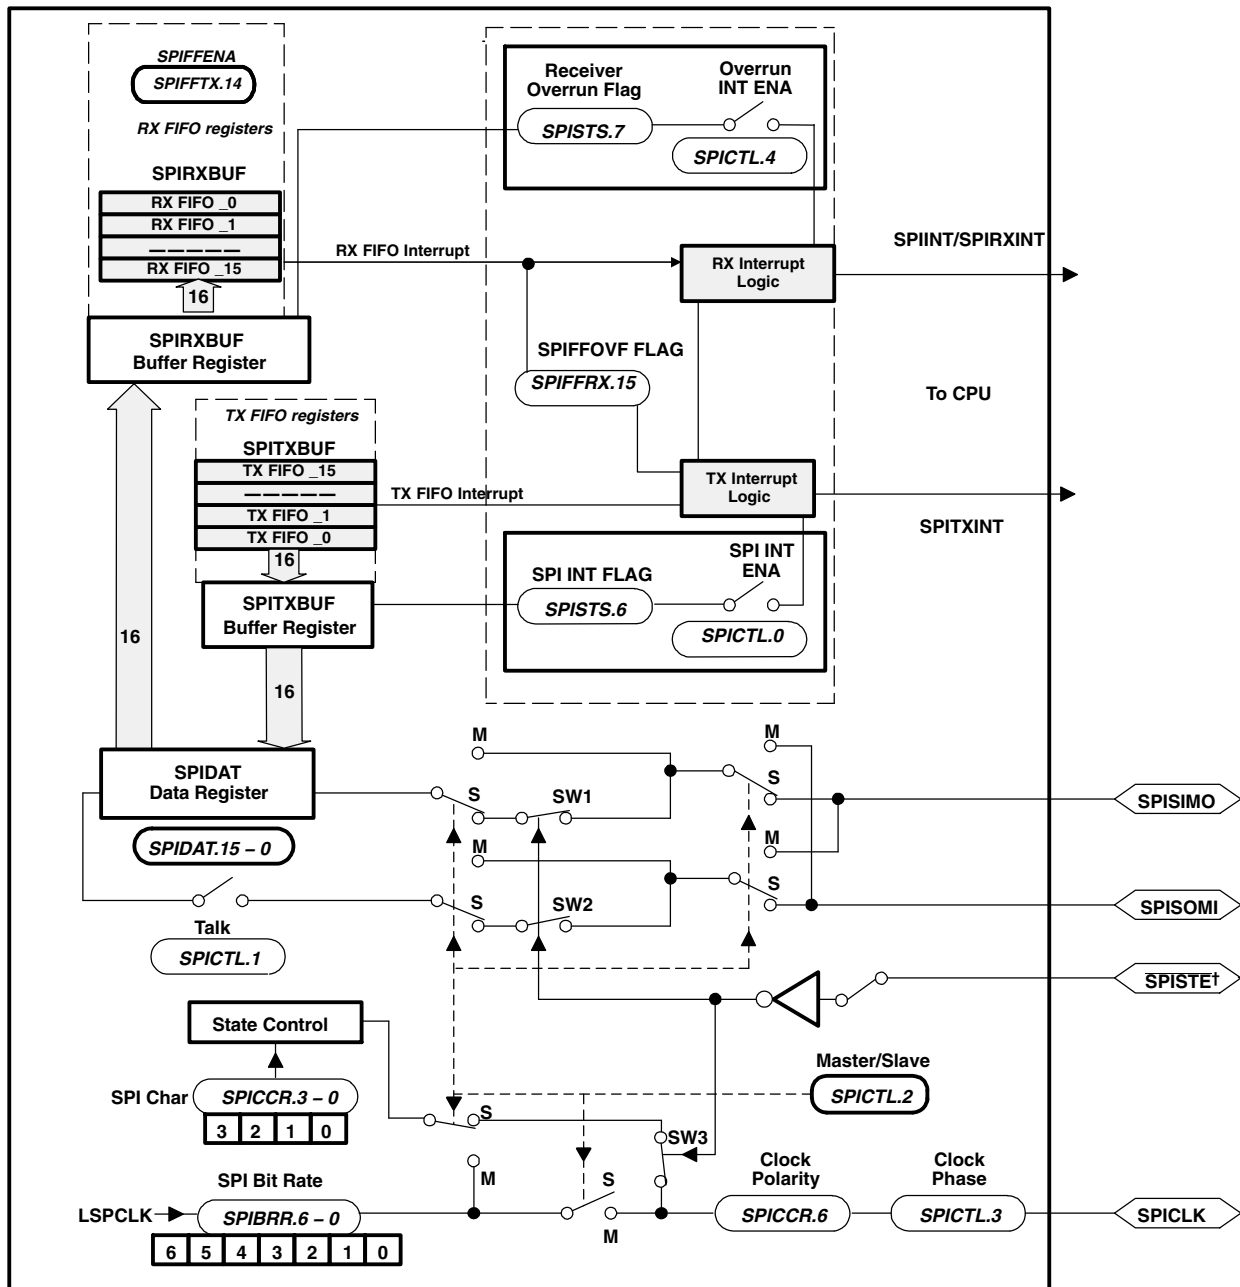 SPIFFENA
SPIFFTX.14
RX FIFO registers
SPIRXBUF
RX FIFO _0
RX FIFO _1
—————
RX FIFO _15
16
SPIRXBUF
Buffer Register
Receiver
Overrun Flag
SPISTS.7
Overrun
INT ENA
SPICTL.4
RX FIFO Interrupt
RX Interrupt
Logic
SPIINT/SPIRXINT
SPIFFOVF FLAG
SPIFFRX.15
To CPU
TX FIFO registers
SPITXBUF
TX FIFO _15
—————
TX FIFO _1
TX FIFO _0
16
TX FIFO Interrupt
TX Interrupt
Logic
SPITXINT
SPITXBUF
Buffer Register
SPI INT FLAG
SPISTS.6
SPI INT
ENA
SPICTL.0
16
16
SPIDAT
Data Register
SPIDAT.15 – 0
M
S
SW1
M
S
SPISIMO
M
S
SW2
M
S
SPISOMI
Talk
SPICTL.1
SPISTE†
State Control
Master/Slave
SPICTL.2
SPI Char
SPICCR.3 – 0
3 2 1 0
S
M
SW3
SPI Bit Rate
LSPCLK
SPIBRR.6 – 0
6 5 4 3 2 1 0
S
M
Clock
Polarity
SPICCR.6
Clock
Phase
SPICTL.3
SPICLK